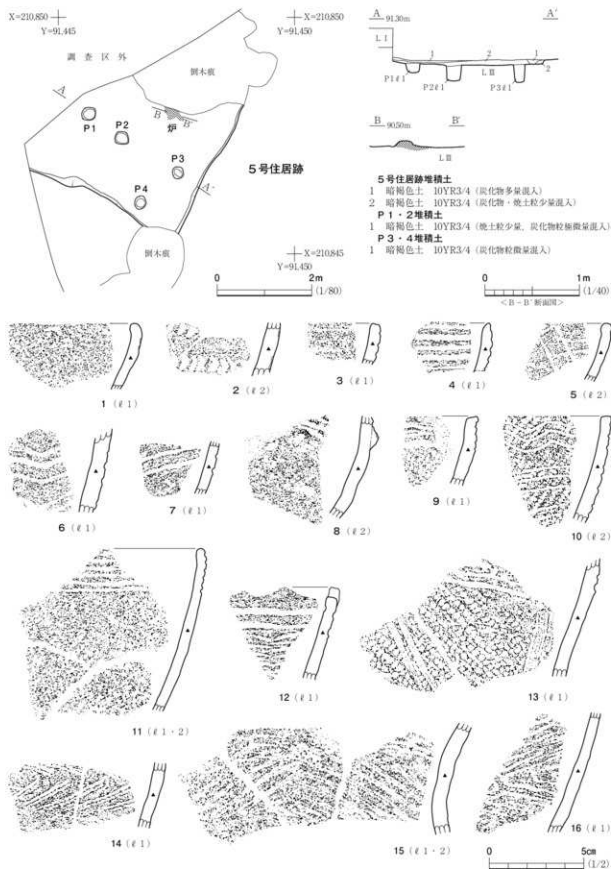 X=210,850
Y=91,445
X=210,850
Y=91,450
調査区外
倒木痕
A
B
B′
炉
P1
P2
P3
P4
A′
5号住居跡
倒木痕
X=210,845
Y=91,450
0 2m
(1/80)
A 91.30m A′
LⅠ
1 2 1
2
LⅢ
P1ℓ1
P2ℓ1
P3ℓ1
B 90.50m B′
LⅢ
5号住居跡堆積土
1 暗褐色土 10YR3/4(炭化物多量混入)
2 暗褐色土 10YR3/4(炭化物・焼土粒少量混入)
P1・2堆積土
1 暗褐色土 10YR3/4(焼土粒少量，炭化物粒極微量混入)
P3・4堆積土
1 暗褐色土 10YR3/4(炭化物粒微量混入)
0 1m
(1/40)
<B-B′断面図>
1 (ℓ1)
2 (ℓ2)
3 (ℓ1)
4 (ℓ1)
5 (ℓ2)
6 (ℓ1)
7 (ℓ1)
8 (ℓ2)
9 (ℓ1)
10 (ℓ2)
11 (ℓ1・2)
12 (ℓ1)
13 (ℓ1)
14 (ℓ1)
15 (ℓ1・2)
16 (ℓ1)
0 5cm
(1/2)